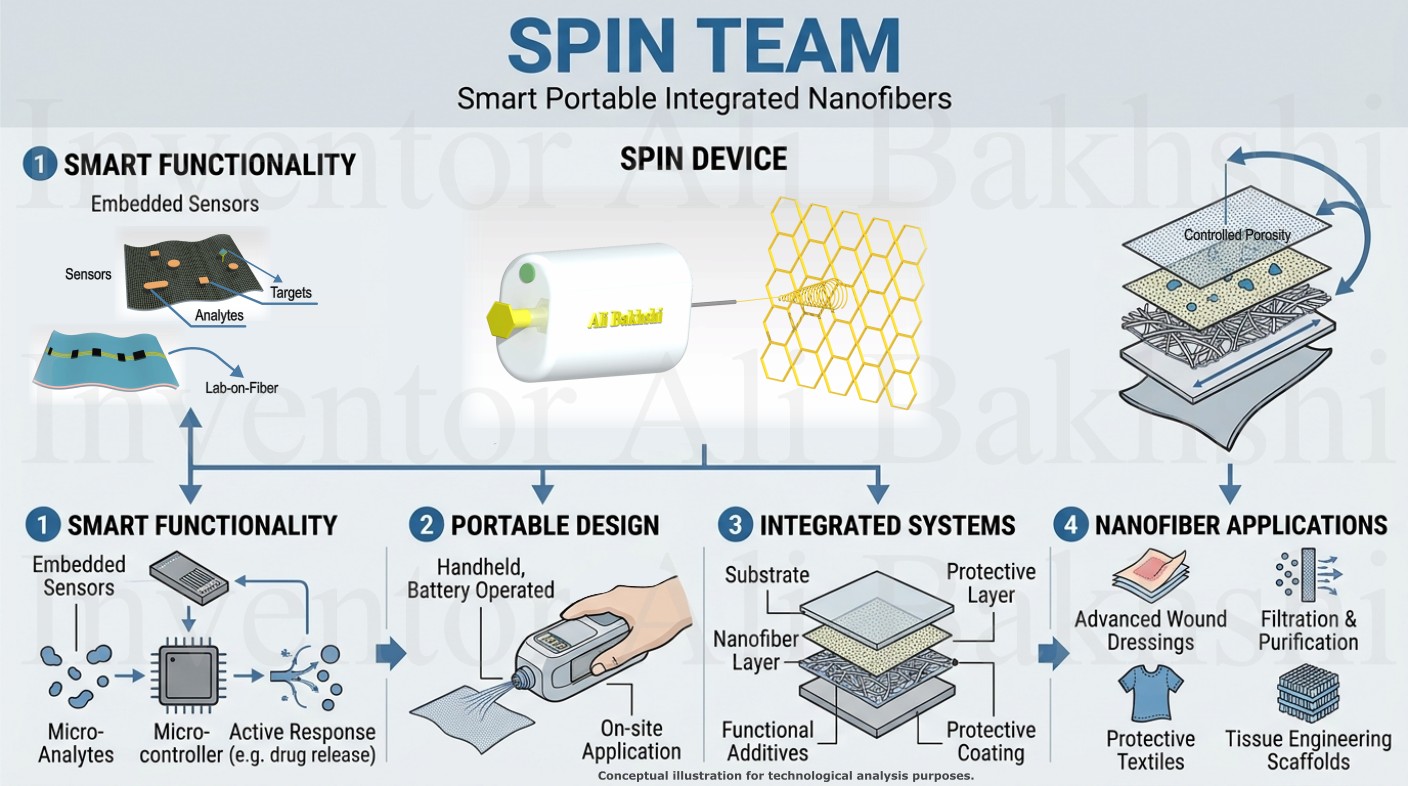 SPIN TEAM
Smart Portable Integrated Nanofibers
Inventor Ali Bakhshi
1 SMART FUNCTIONALITY
Embedded Sensors
Sensors
Targets
Analytes
Lab-on-Fiber
SPIN DEVICE
Ali Bakhshi
Controlled Porosity
Inventor Ali Bakhshi
1 SMART FUNCTIONALITY
Embedded
Sensors
Micro-
Analytes
Micro-
controller
Active Response
(e.g. drug release)
2 PORTABLE DESIGN
Handheld,
Battery Operated
On-site
Application
3 INTEGRATED SYSTEMS
Substrate
Protective
Layer
Nanofiber
Layer
Functional
Additives
Protective
Coating
4 NANOFIBER APPLICATIONS
Advanced Wound
Dressings
Filtration &
Purification
Protective
Textiles
Tissue Engineering
Scaffolds
Inventor Ali Bakhshi
Conceptual illustration for technological analysis purposes.